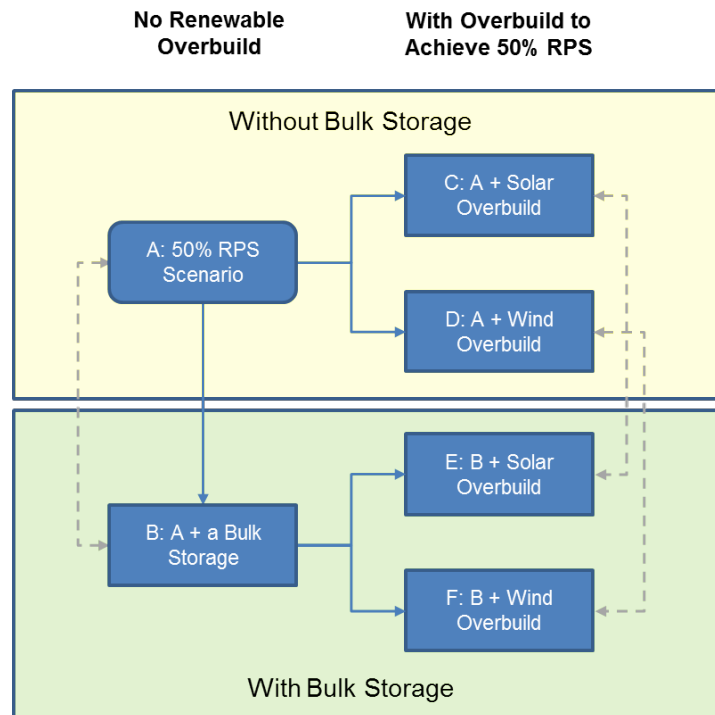 No Renewable
Overbuild
With Overbuild to
Achieve 50% RPS
Without Bulk Storage
C: A + Solar
Overbuild
A: 50% RPS
Scenario
D: A + Wind
Overbuild
E: B + Solar
Overbuild
B: A + a Bulk
Storage
F: B + Wind
Overbuild
With Bulk Storage